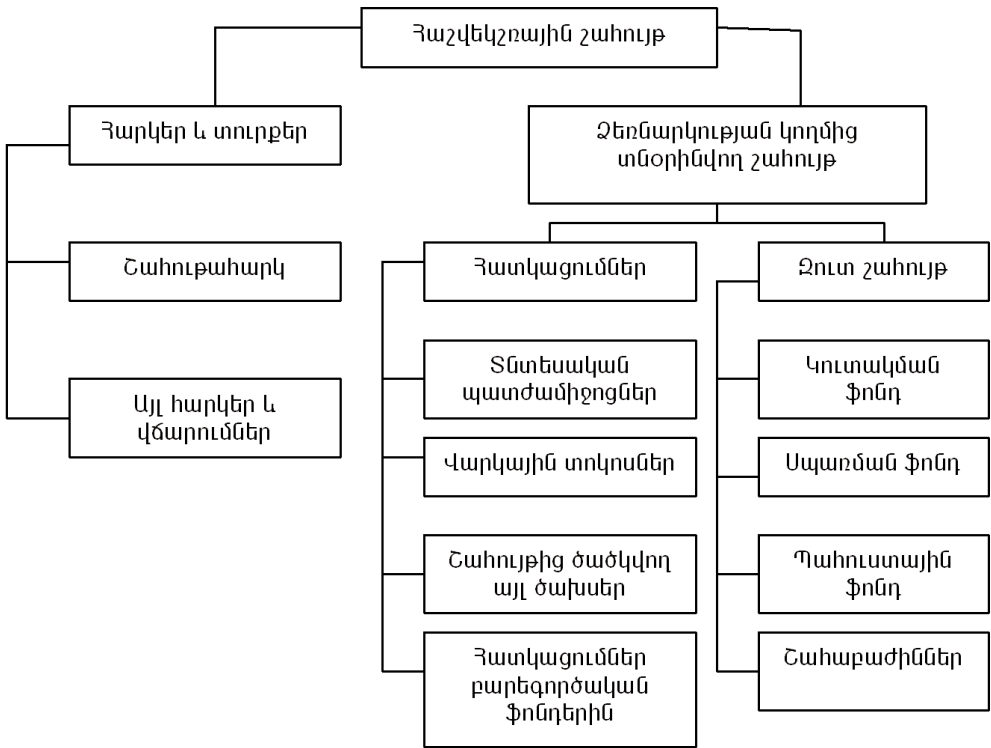 Հաշվեկշռային շահույթ
Հարկեր և տուրքեր
Ձեռնարկության կողմից
տնօրինվող շահույթ
Շահութահարկ
Հատկացումներ
Զուտ շահույթ
Տնտեսական
պատժամիջոցներ
Կուտակման
ֆոնդ
Այլ հարկեր և
վճարումներ
Վարկային տոկոսներ
Սպառման ֆոնդ
Շահույթից ծածկվող
այլ ծախսեր
Պահուստային
ֆոնդ
Հատկացումներ
բարեգործական
ֆոնդերին
Շահաբաժիններ